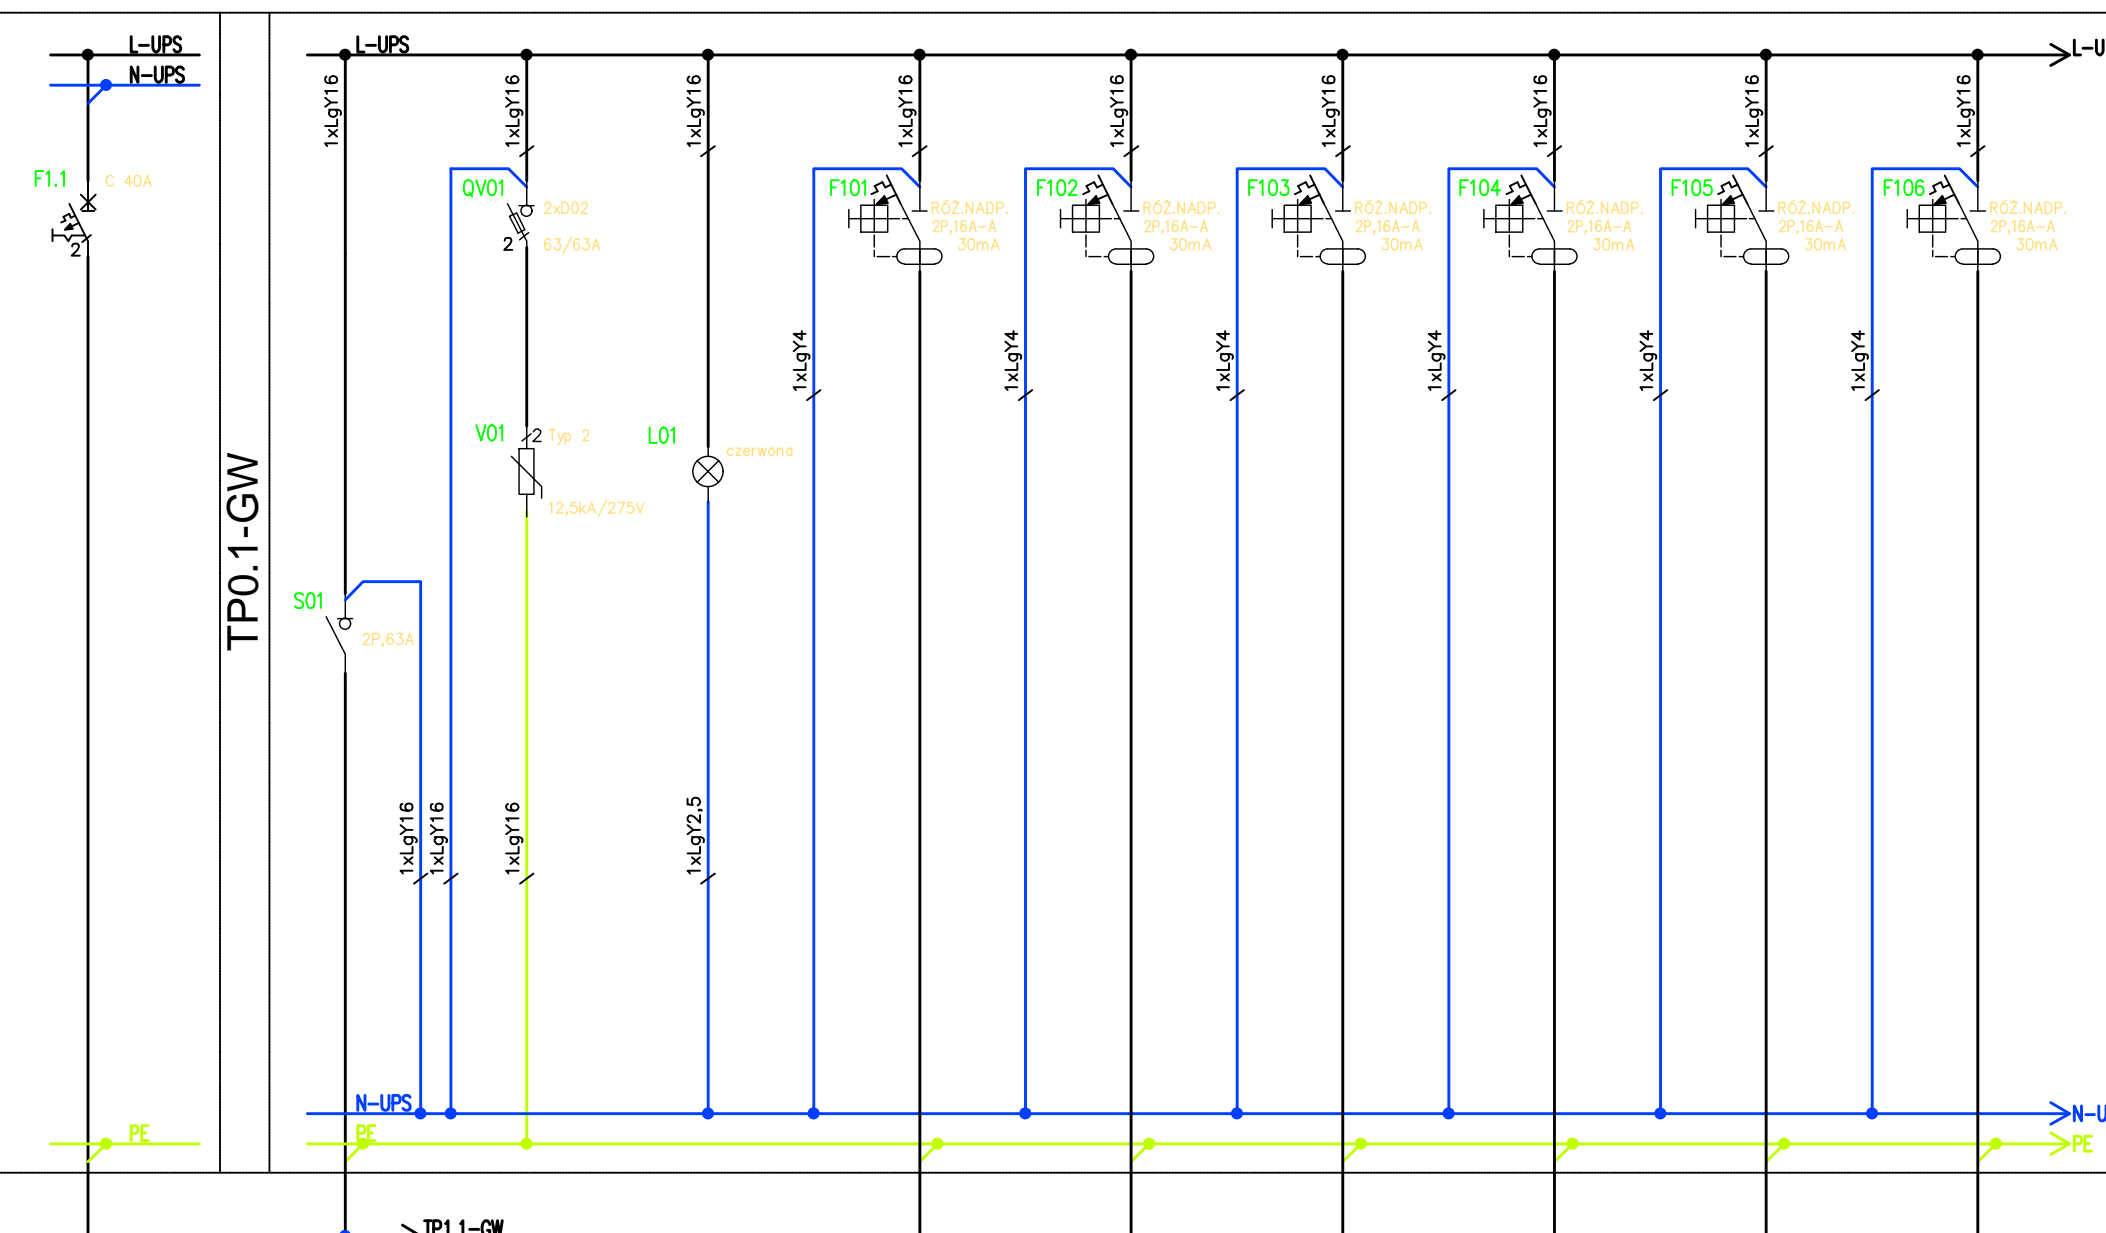 L-UPS
N-UPS
F1.1
C 40A
2
PE
TP0.1-GW
L-UPS
L-U
1xLgY16
1xLgY16
1xLgY16
1xLgY16
1xLgY16
1xLgY16
1xLgY16
1xLgY16
1xLgY16
QV01
2xD02
2
63/63A
F101
RÓŻ.NADP.
2P,16A-A
30mA
F102
RÓŻ.NADP.
2P,16A-A
30mA
F103
RÓŻ.NADP.
2P,16A-A
30mA
F104
RÓŻ.NADP.
2P,16A-A
30mA
F105
RÓŻ.NADP.
2P,16A-A
30mA
F106
RÓŻ.NADP.
2P,16A-A
30mA
1xLgY4
1xLgY4
1xLgY4
1xLgY4
1xLgY4
1xLgY4
V01
2
Typ 2
12,5kA/275V
L01
czerwona
S01
2P,63A
1xLgY16
1xLgY16
1xLgY16
1xLgY2,5
N-UPS
N-U
PE
PE
TP1.1-GW